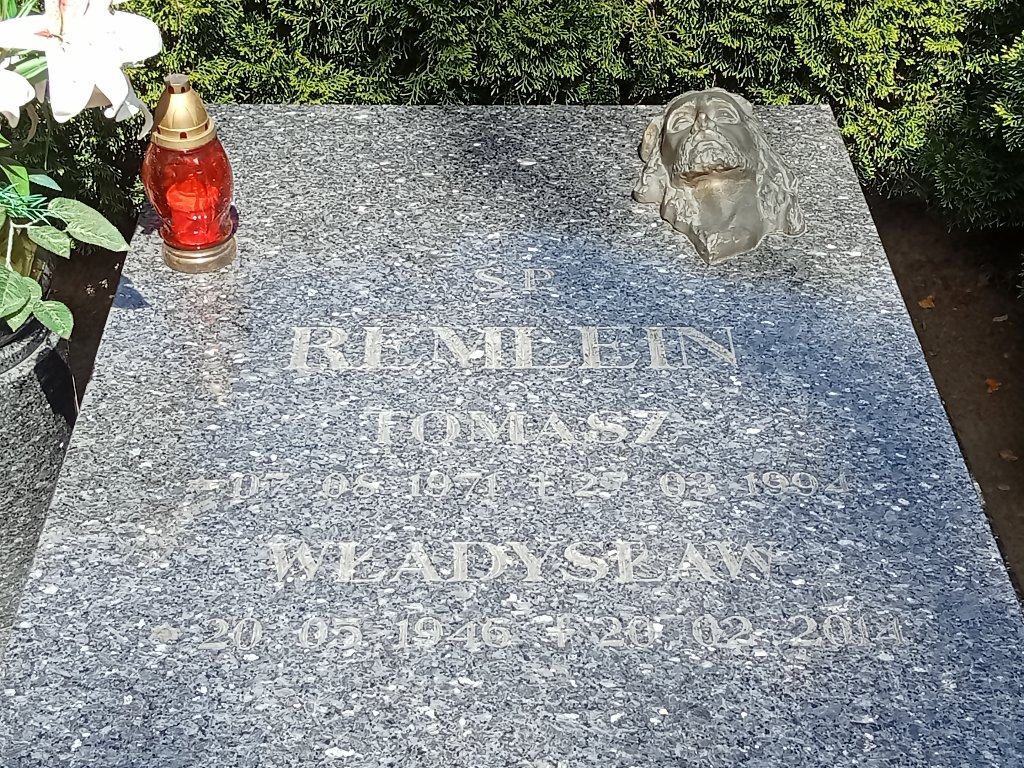 ŚP
REMLEIN
TOMASZ
* 07 08 1971 † 27 03 1994
WŁADYSŁAW
* 20 05 1946 † 20 02 2014